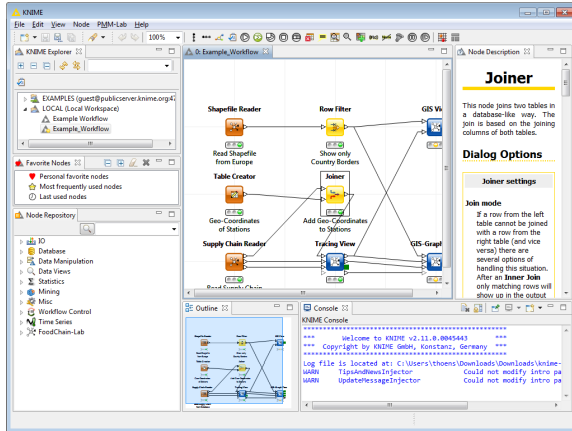 KNIME
File Edit View Node PMM-Lab Help
100%
KNIME Explorer
EXAMPLES (guest@publicserver.knime.org:47
LOCAL (Local Workspace)
Example Workflow
Example_Workflow
Favorite Nodes
Personal favorite nodes
Most frequently used nodes
Last used nodes
Node Repository
IO
Database
Data Manipulation
Data Views
Statistics
Mining
Misc
Workflow Control
Time Series
FoodChain-Lab
0: Example_Workflow
Shapefile Reader
Row Filter
GIS Vi
Read Shapefile
from Europe
Show only
Country Borders
Table Creator
Joiner
Geo-Coordinates
of Stations
Add Geo-Coordinates
to Stations
Supply Chain Reader
Tracing View
GIS-Graph
Read Supply Chain
Outline
Console
KNIME Console
***********************************************
*** Welcome to KNIME v2.11.0.0045443 ***
*** Copyright by KNIME GmbH, Konstanz, Germany ***
***********************************************
Log file is located at: C:\Users\thoens\Downloads\Downloads\knime-
WARN TipsAndNewsInjector Could not modify intro pa
WARN UpdateMessageInjector Could not modify intro pa
Node Description
Joiner
This node joins two tables in
a database-like way. The
join is based on the joining
columns of both tables.
Dialog Options
Joiner settings
Join mode
If a row from the left
table cannot be joined
with a row from the
right table (and vice
versa) there are
several options of
handling this situation.
After an Inner Join
only matching rows will
show up in the output